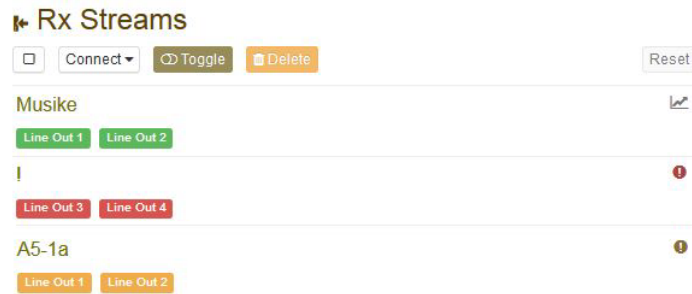 Rx Streams
Connect Toggle Delete Reset
Musike
Line Out 1 Line Out 2
!
Line Out 3 Line Out 4
A5-1a
Line Out 1 Line Out 2